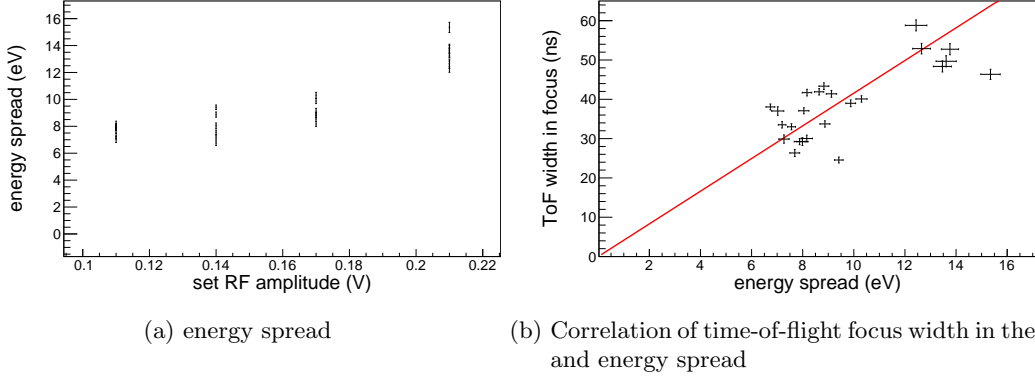 energy spread (eV)
16
14
12
10
8
6
4
2
0
0.1 0.12 0.14 0.16 0.18 0.2 0.22
set RF amplitude (V)
(a) energy spread
ToF width in focus (ns)
60
50
40
30
20
10
0
2 4 6 8 10 12 14 16
energy spread (eV)
(b) Correlation of time-of-flight focus width in the
and energy spread